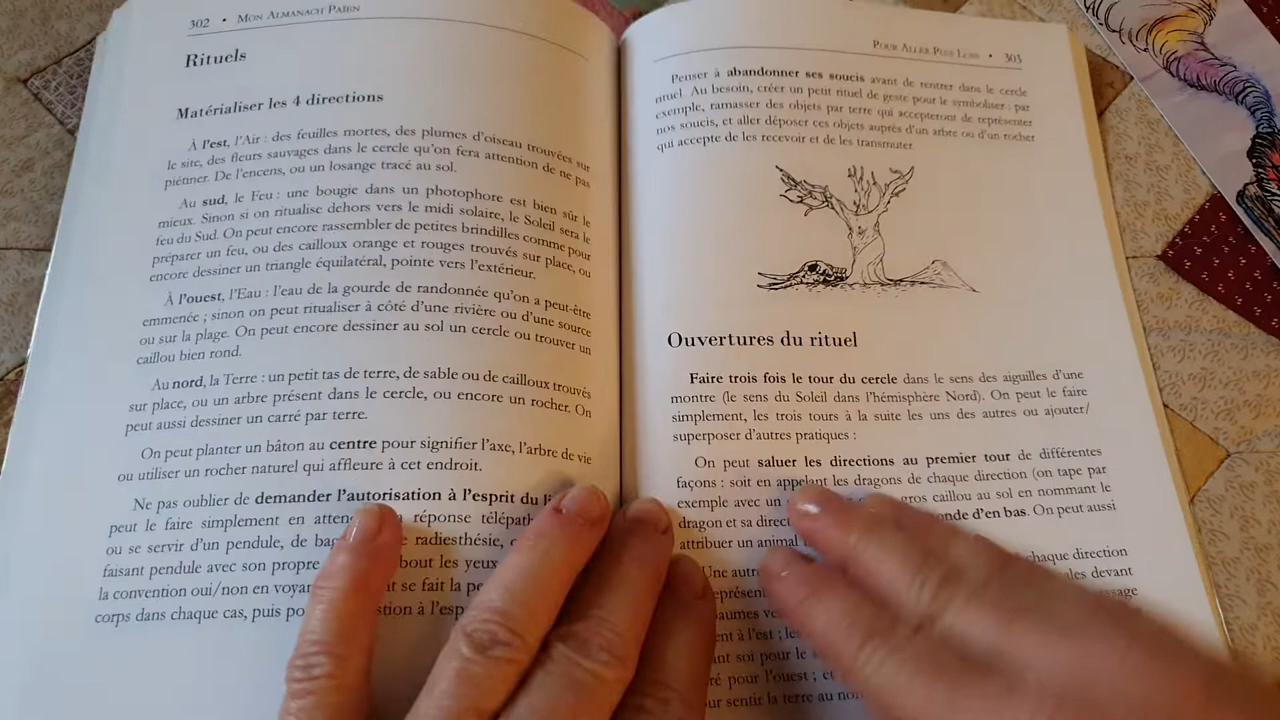 302 • Mon Almanach Païen
Rituels
Matérialiser les 4 directions
À l'est, l'Air : des feuilles mortes, des plumes d'oiseau trouvées sur
le site, des fleurs sauvages dans le cercle qu'on fera attention de ne pas
piétiner. De l'encens, ou un losange tracé au sol.
Au sud, le Feu : une bougie dans un photophore est bien sûr le
mieux. Sinon si on ritualise dehors vers le midi solaire, le Soleil sera le
feu du Sud. On peut encore rassembler de petites brindilles comme pour
préparer un feu, ou des cailloux orange et rouges trouvés sur place, ou
encore dessiner un triangle équilatéral, pointe vers l'extérieur.
À l'ouest, l'Eau : l'eau de la gourde de randonnée qu'on a peut-être
emmenée ; sinon on peut ritualiser à côté d'une rivière ou d'une source
ou sur la plage. On peut encore dessiner au sol un cercle ou trouver un
caillou bien rond.
Au nord, la Terre : un petit tas de terre, de sable ou de cailloux trouvés
sur place, ou un arbre présent dans le cercle, ou encore un rocher. On
peut aussi dessiner un carré par terre.
On peut planter un bâton au centre pour signifier l'axe, l'arbre de vie
ou utiliser un rocher naturel qui affleure à cet endroit.
Ne pas oublier de demander l'autorisation à l'esprit du
peut le faire simplement en réponse
ou se servir d'un pendule, de radiesthésie,
faisant pendule avec son propre bout les yeux
la convention oui/non en se fait la
corps dans chaque cas, puis à
Pour Aller Plus Loin • 303
Penser à abandonner ses soucis avant de rentrer dans le cercle
rituel. Au besoin, créer un petit rituel de geste pour le symboliser : par
exemple, ramasser des objets par terre qui accepteront de représenter
nos soucis, et aller déposer ces objets auprès d'un arbre ou d'un rocher
qui accepte de les recevoir et de les transmuter.
Ouvertures du rituel
Faire trois fois le tour du cercle dans le sens des aiguilles d'une
montre (le sens du Soleil dans l'hémisphère Nord). On peut le faire
simplement, les trois tours à la suite les uns des autres ou ajouter/
superposer d'autres pratiques :
On peut saluer les directions au premier tour de différentes
façons : soit en appelant les dragons de chaque direction (on tape par
exemple avec un gros caillou au sol en nommant le
dragon et sa d'en bas. On peut aussi
attribuer un animal
Une chaque direction
devant
à l'est ;
soi pour le
pour l'ouest ;
sentir la terre au